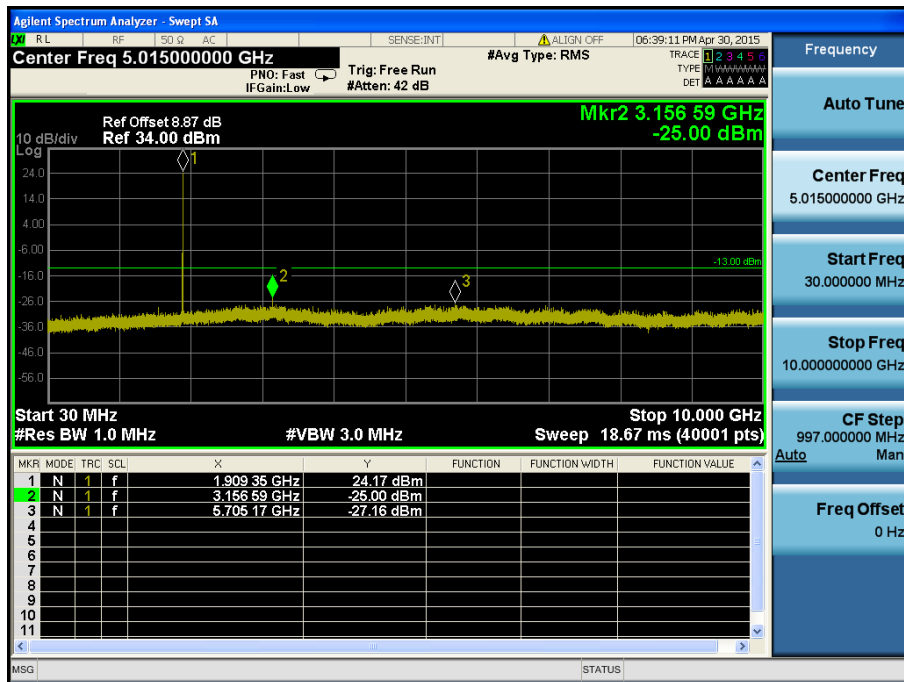 Agilent Spectrum Analyzer - Swept SA
LXI RL RF 50 Ω AC SENSE:INT ALIGN OFF 06:39:11 PM Apr 30, 2015
Center Freq 5.015000000 GHz
PNO: Fast
IFGain:Low
Trig: Free Run
#Atten: 42 dB
#Avg Type: RMS
TRACE 1 2 3 4 5 6
TYPE M W W W W W
DET A A A A A A
Mkr2 3.156 59 GHz
-25.00 dBm
10 dB/div
Log
Ref Offset 8.87 dB
Ref 34.00 dBm
24.0
14.0
4.00
-6.00
-16.0
-26.0
-36.0
-46.0
-56.0
1
2
3
-13.00 dBm
Start 30 MHz
Stop 10.000 GHz
#Res BW 1.0 MHz
#VBW 3.0 MHz
Sweep 18.67 ms (40001 pts)
MKR MODE TRC SCL X Y FUNCTION FUNCTION WIDTH FUNCTION VALUE
1 N 1 f 1.909 35 GHz 24.17 dBm
2 N 1 f 3.156 59 GHz -25.00 dBm
3 N 1 f 5.705 17 GHz -27.16 dBm
4
5
6
7
8
9
10
11
MSG
STATUS
Frequency
Auto Tune
Center Freq
5.015000000 GHz
Start Freq
30.000000 MHz
Stop Freq
10.000000000 GHz
CF Step
997.000000 MHz
Auto Man
Freq Offset
0 Hz